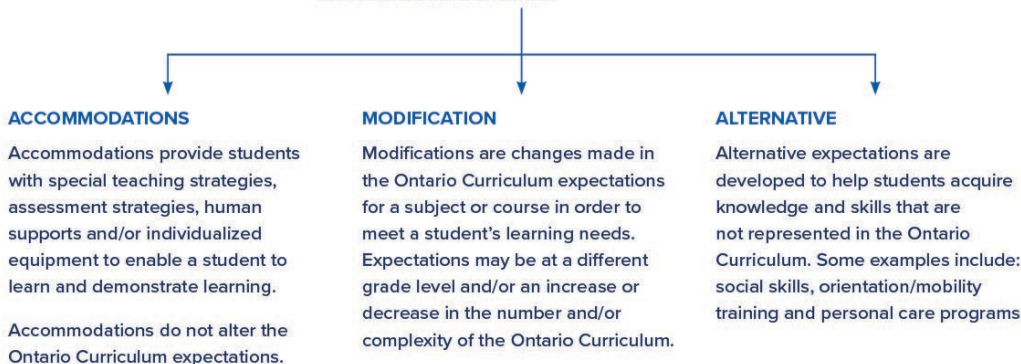 ACCOMMODATIONS
Accommodations provide students
with special teaching strategies,
assessment strategies, human
supports and/or individualized
equipment to enable a student to
learn and demonstrate learning.
Accommodations do not alter the
Ontario Curriculum expectations.
MODIFICATION
Modifications are changes made in
the Ontario Curriculum expectations
for a subject or course in order to
meet a student's learning needs.
Expectations may be at a different
grade level and/or an increase or
decrease in the number and/or
complexity of the Ontario Curriculum.
ALTERNATIVE
Alternative expectations are
developed to help students acquire
knowledge and skills that are
not represented in the Ontario
Curriculum. Some examples include:
social skills, orientation/mobility
training and personal care programs